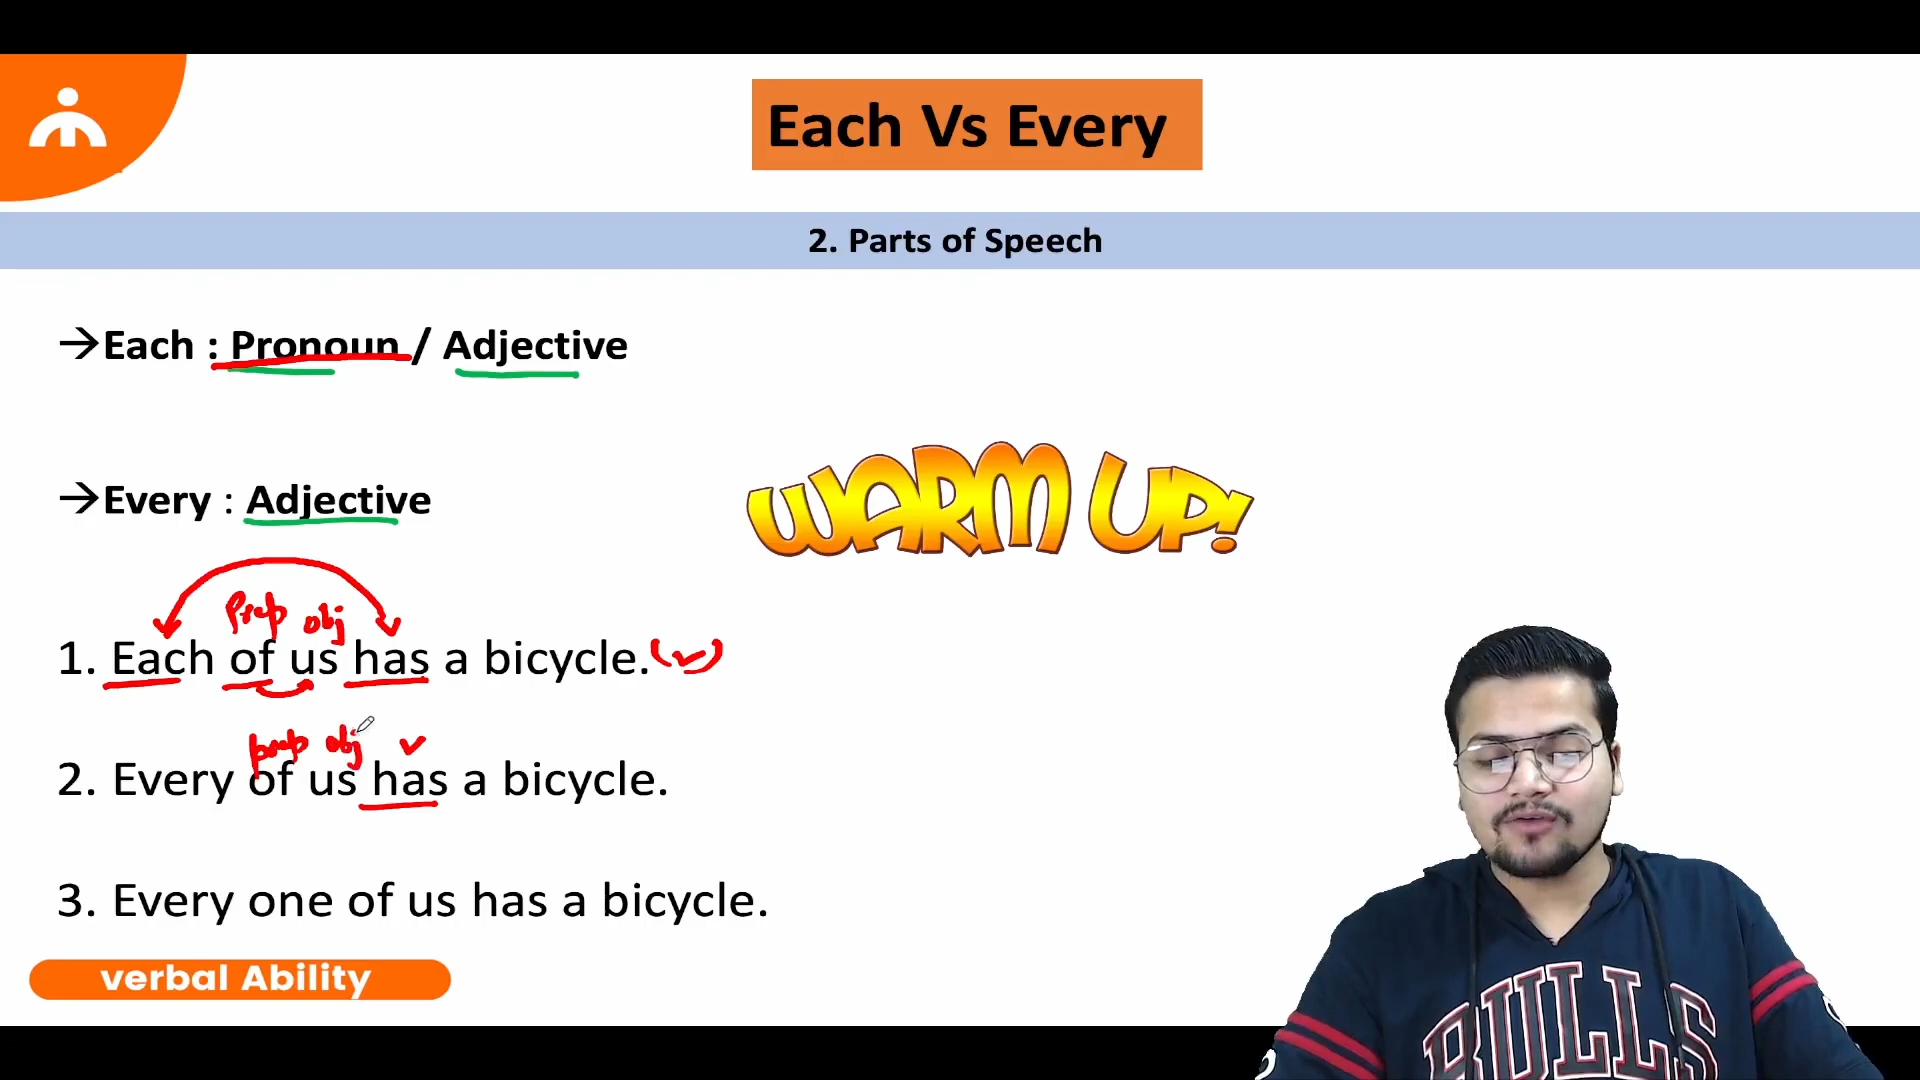 Each Vs Every
2. Parts of Speech
→Each : Pronoun / Adjective
WARM UP!
→Every : Adjective
Prep obj
1. Each of us has a bicycle. (✓)
prep obj ✓
2. Every of us has a bicycle.
3. Every one of us has a bicycle.
verbal Ability
BULLS